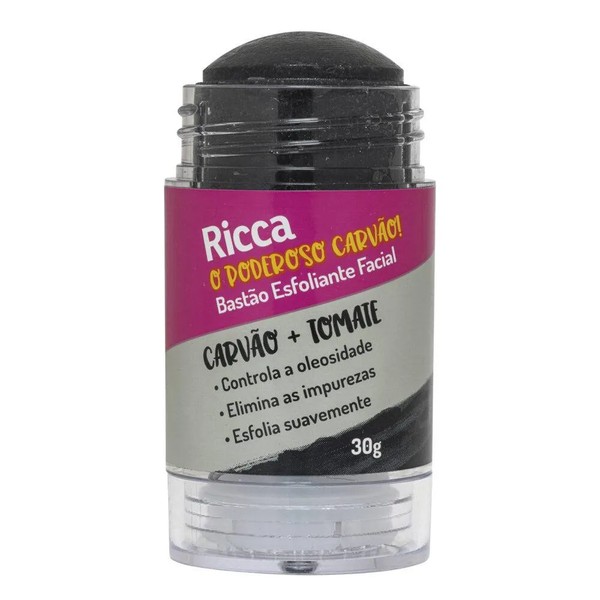 Ricca
O PODEROSO CARVÃO!
Bastão Esfoliante Facial
CARVÃO + TOMATE
• Controla a oleosidade
• Elimina as impurezas
• Esfolia suavemente
30g